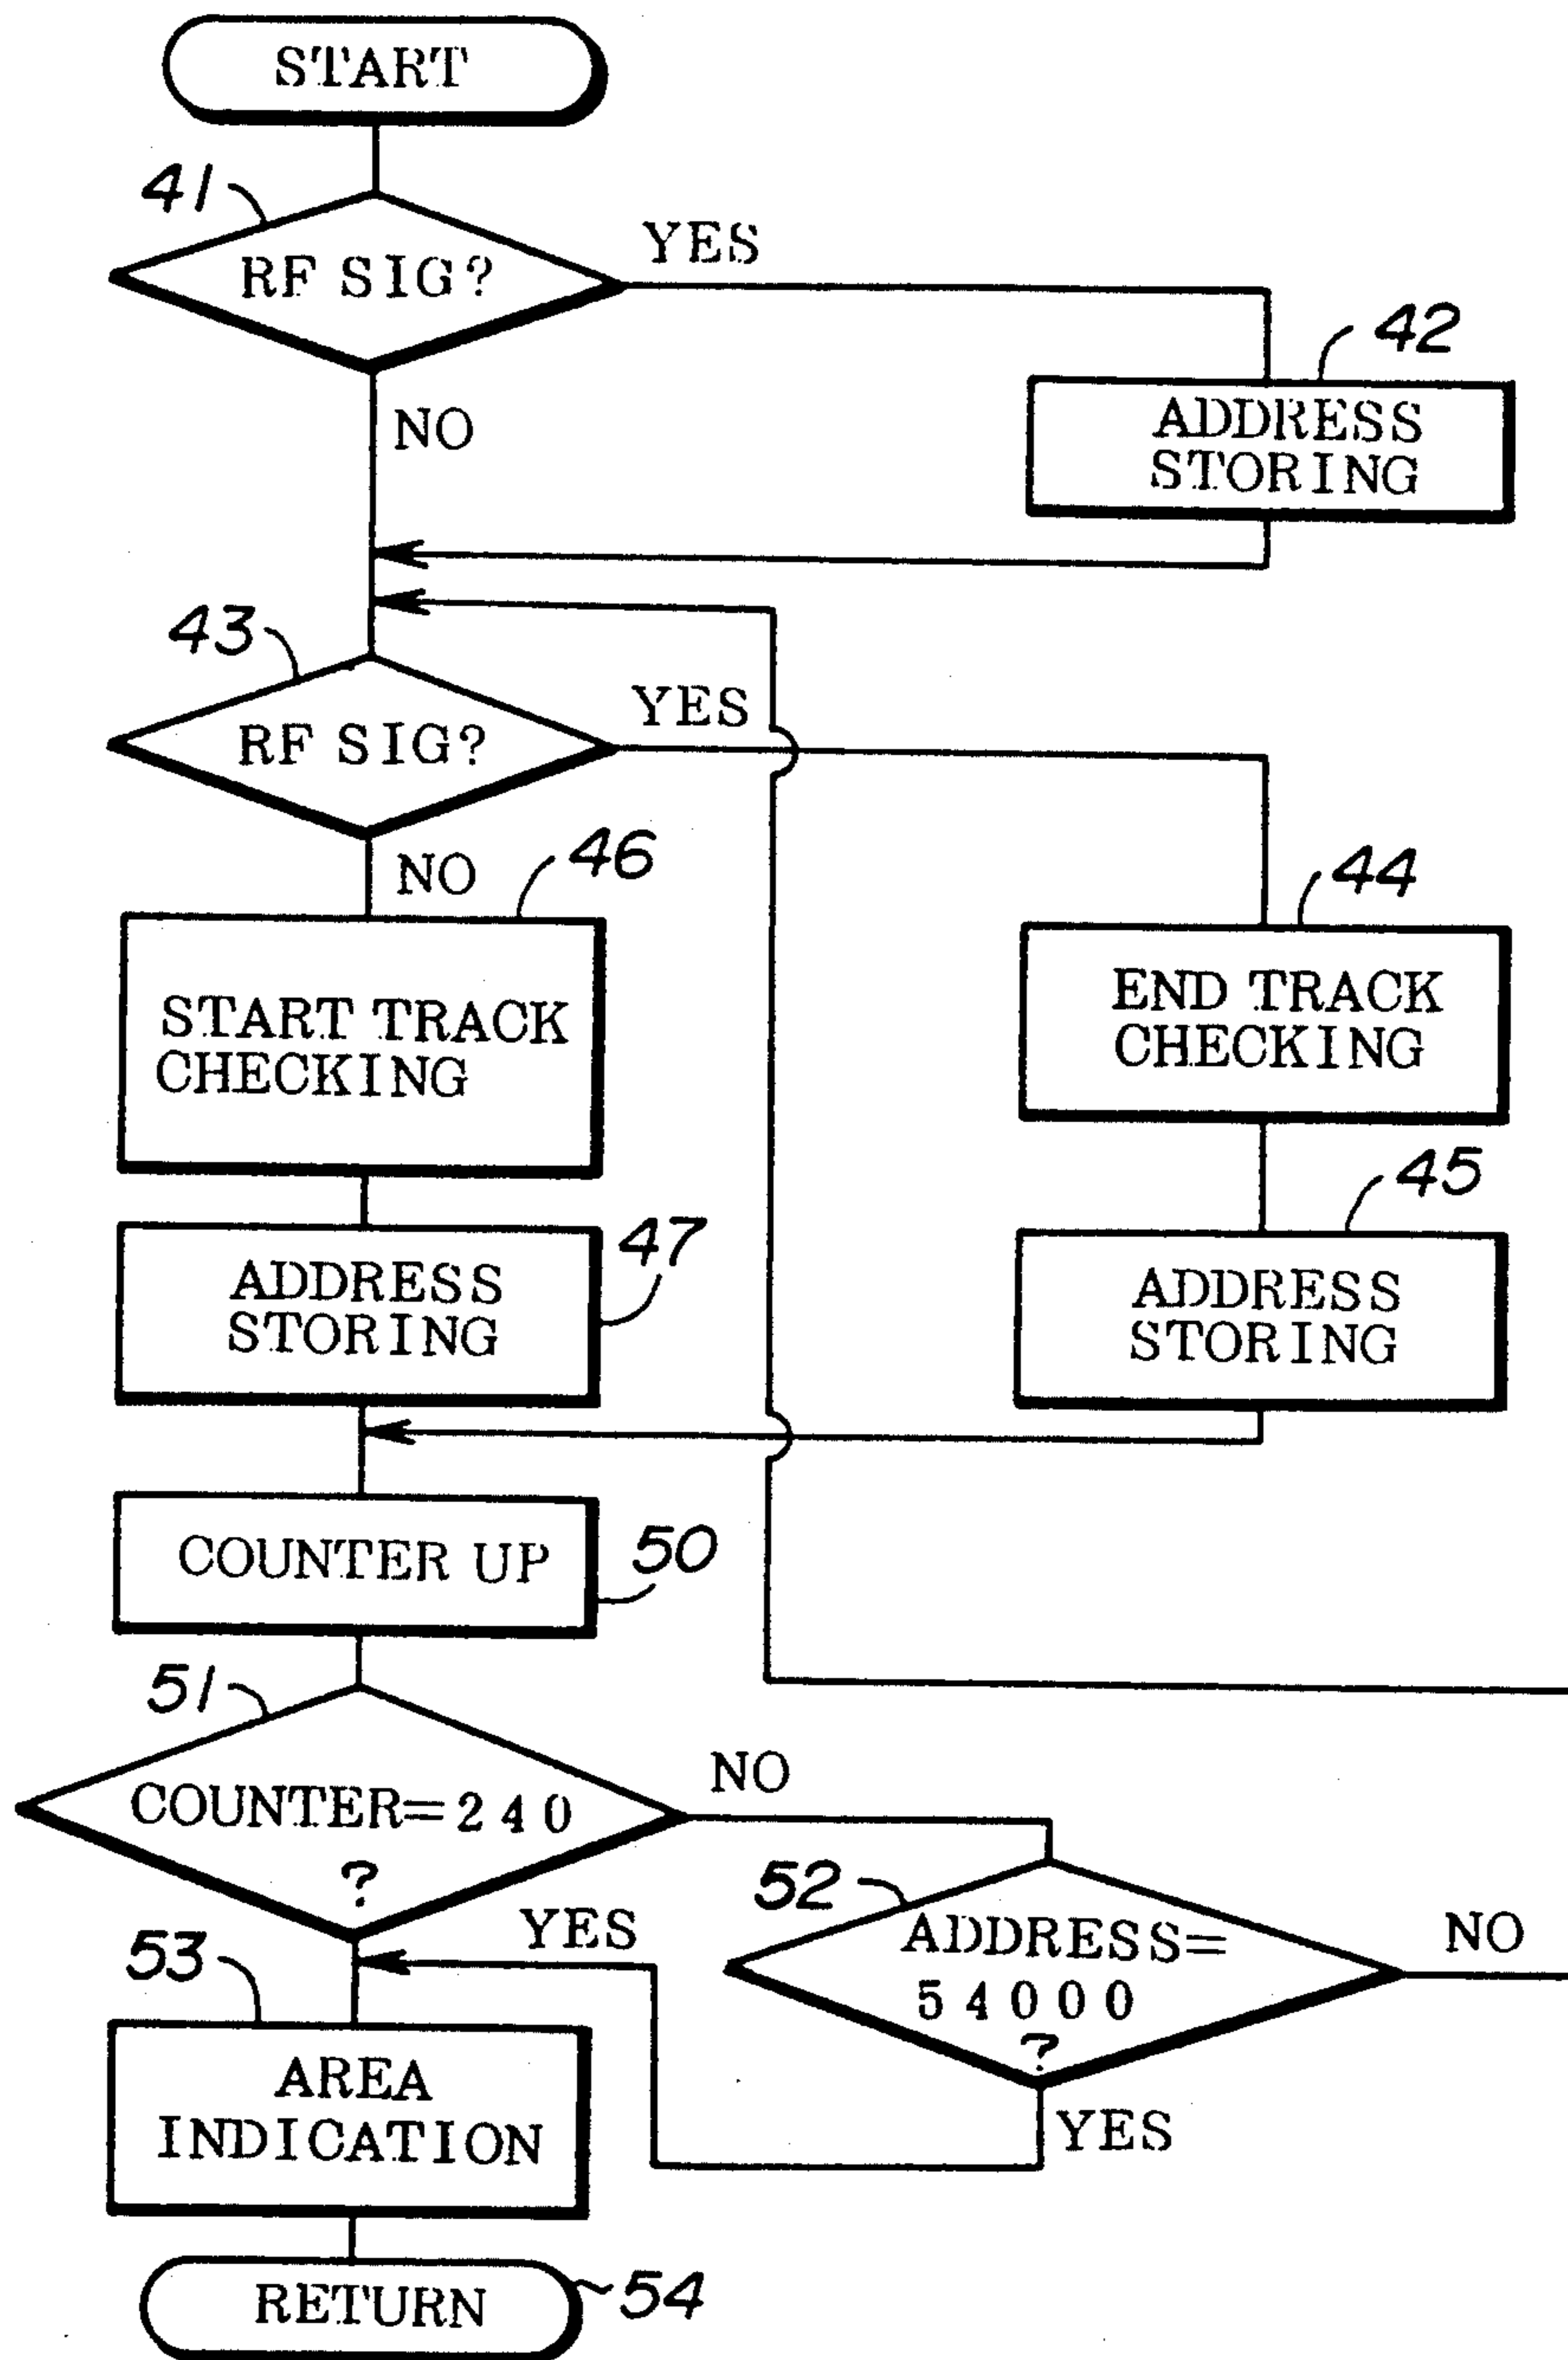 START
41
RF SIG?
YES
NO
42
ADDRESS
STORING
43
RF SIG?
YES
NO
46
START TRACK
CHECKING
44
END TRACK
CHECKING
47
ADDRESS
STORING
45
ADDRESS
STORING
COUNTER UP
50
51
COUNTER=240
?
NO
52
ADDRESS=
54000
?
NO
YES
YES
53
AREA
INDICATION
RETURN
54